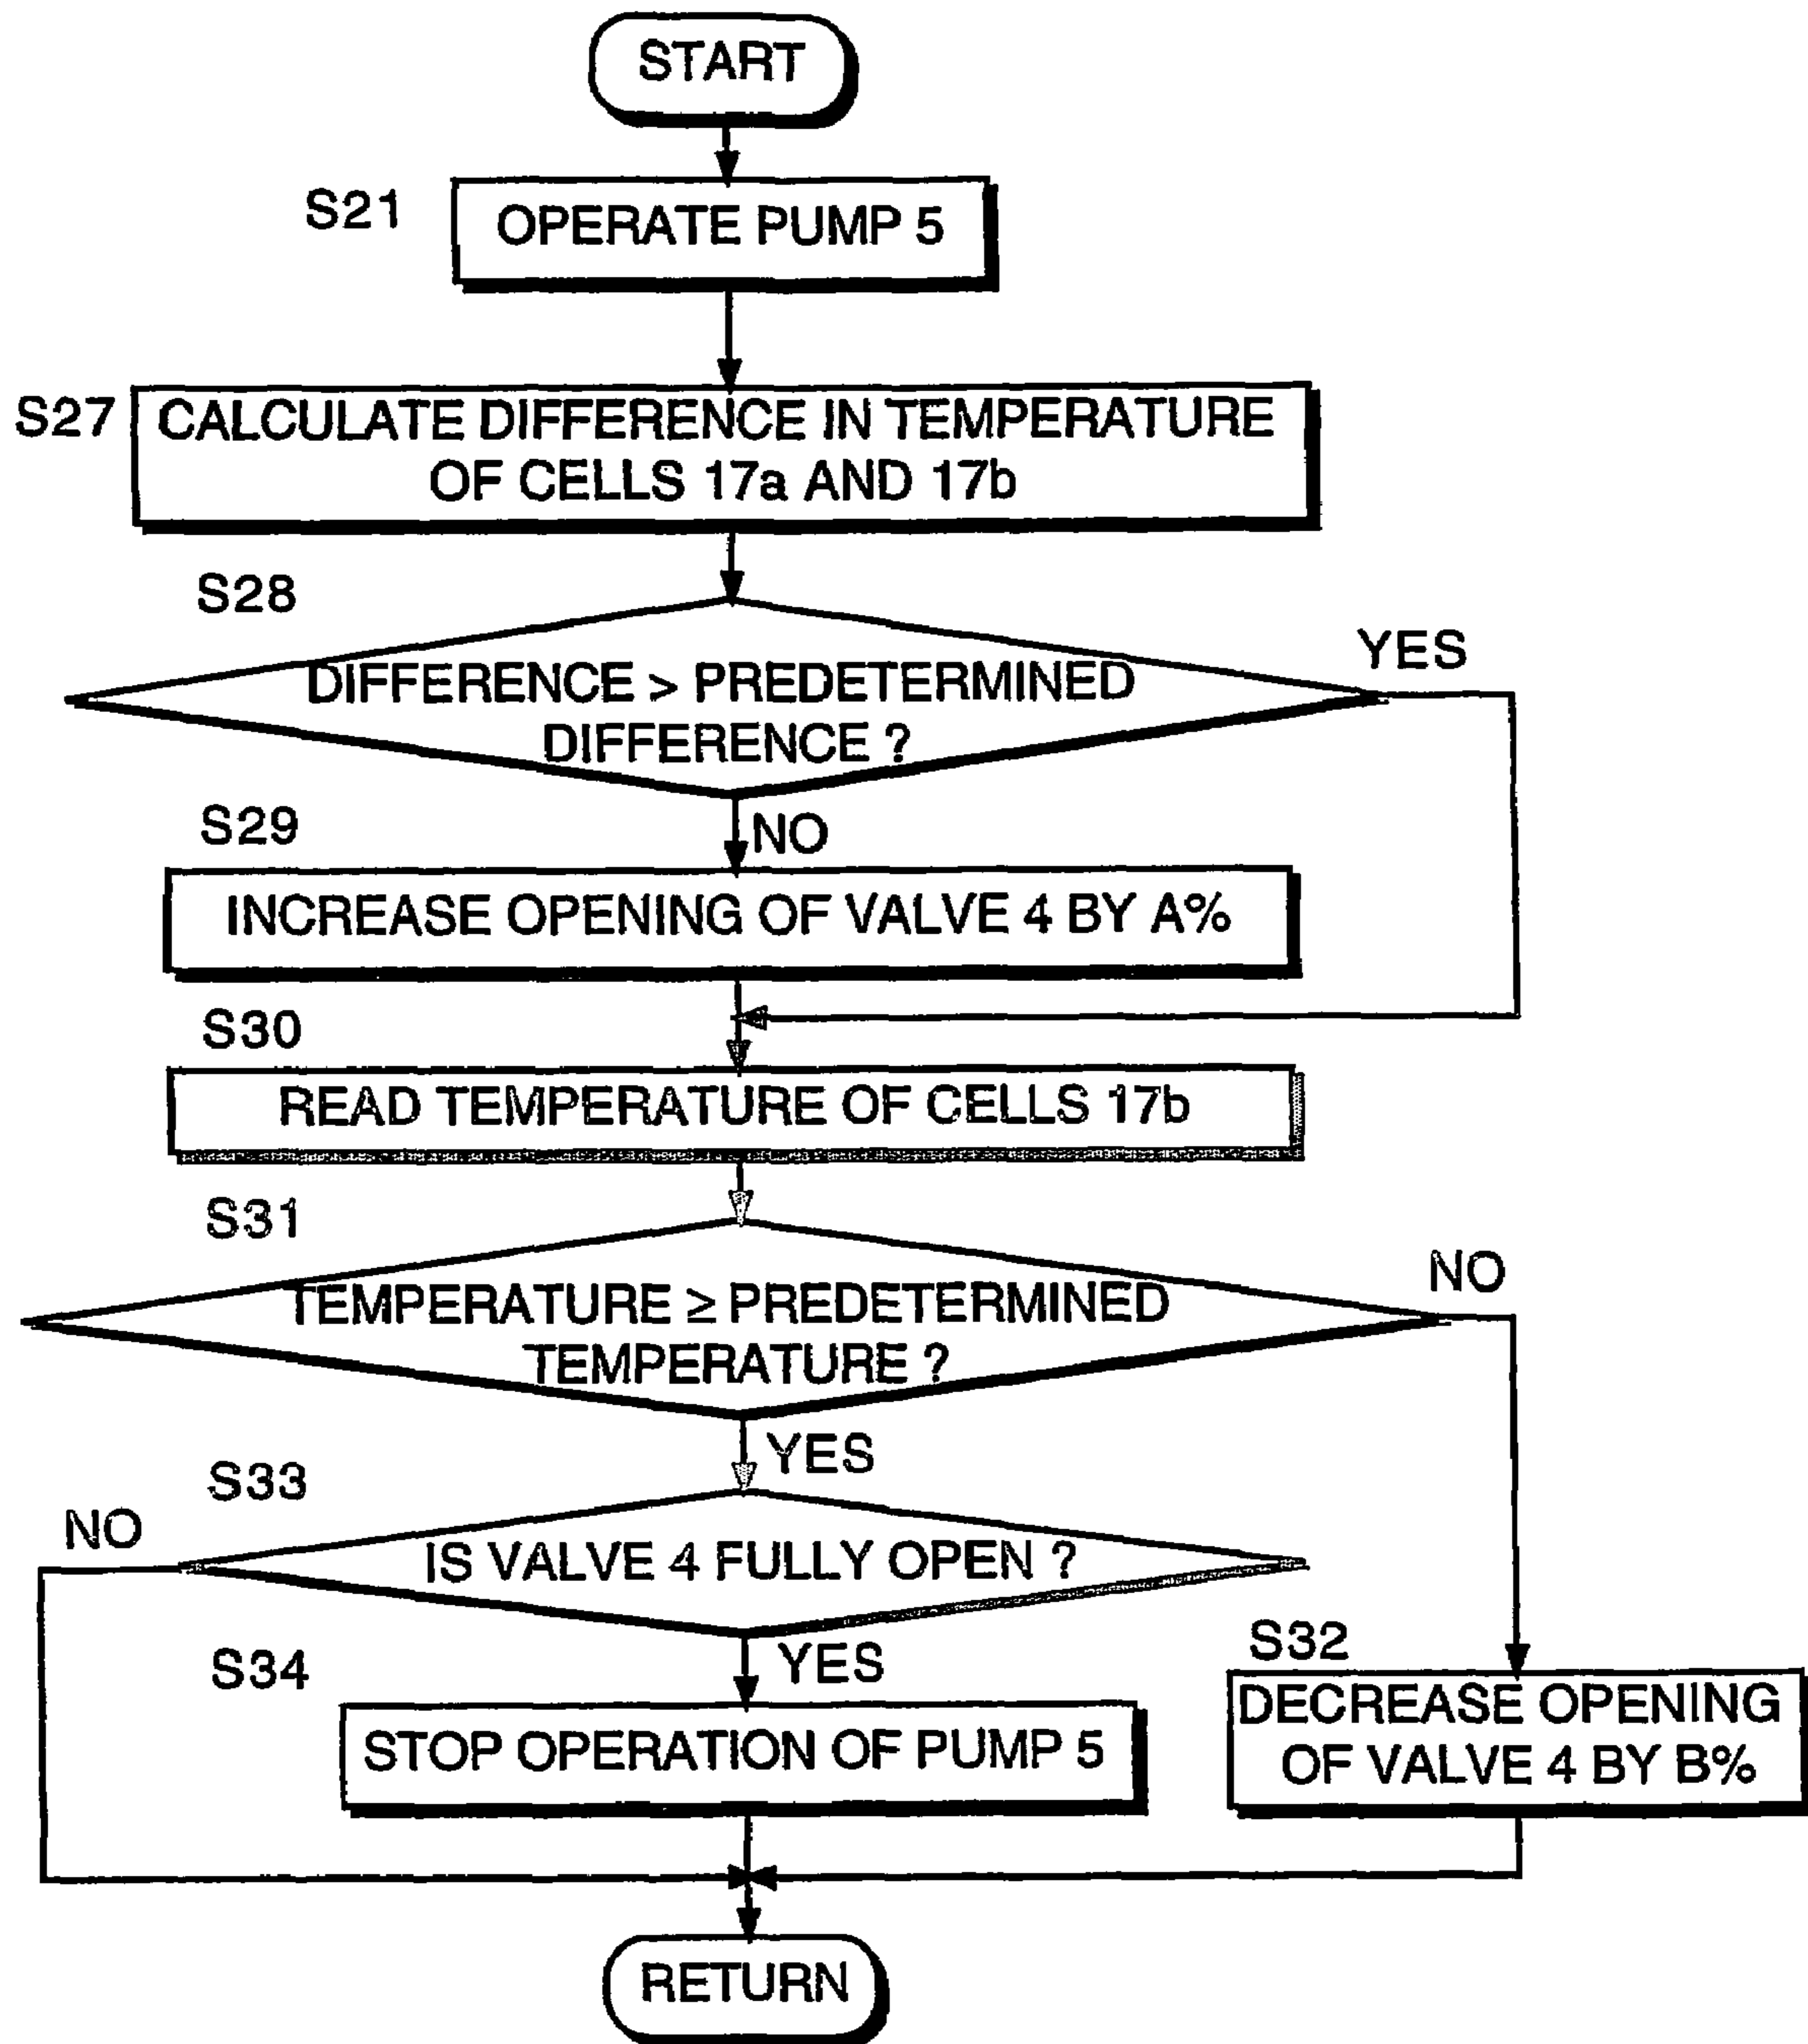 START
S21
OPERATE PUMP 5
S27
CALCULATE DIFFERENCE IN TEMPERATURE
OF CELLS 17a AND 17b
S28
DIFFERENCE > PREDETERMINED
DIFFERENCE ?
YES
NO
S29
INCREASE OPENING OF VALVE 4 BY A%
S30
READ TEMPERATURE OF CELLS 17b
S31
TEMPERATURE ≥ PREDETERMINED
TEMPERATURE ?
NO
YES
S33
NO
IS VALVE 4 FULLY OPEN ?
YES
S34
STOP OPERATION OF PUMP 5
S32
DECREASE OPENING
OF VALVE 4 BY B%
RETURN